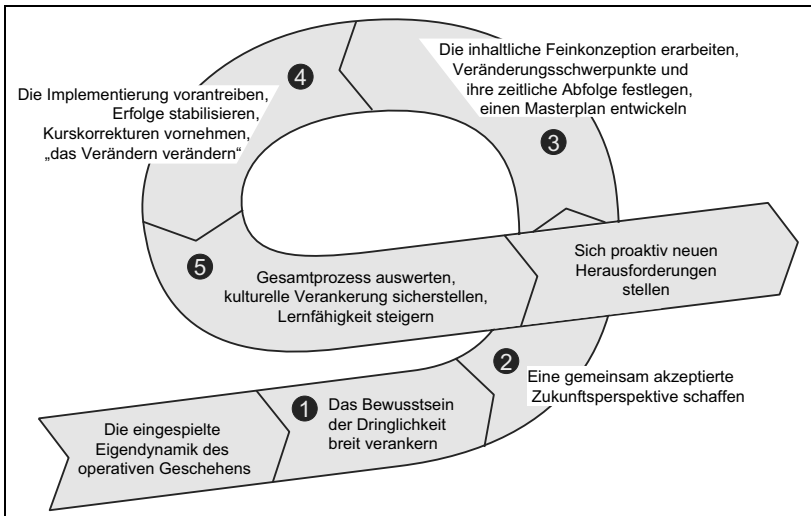 Die eingespielte
Eigendynamik des
operativen Geschehens
1
Das Bewusstsein
der Dringlichkeit
breit verankern
2
Eine gemeinsam akzeptierte
Zukunftsperspektive schaffen
3
Die inhaltliche Feinkonzeption erarbeiten,
Veränderungsschwerpunkte und
ihre zeitliche Abfolge festlegen,
einen Masterplan entwickeln
4
Die Implementierung vorantreiben,
Erfolge stabilisieren,
Kurskorrekturen vornehmen,
„das Verändern verändern“
5
Gesamtprozess auswerten,
kulturelle Verankerung sicherstellen,
Lernfähigkeit steigern
Sich proaktiv neuen
Herausforderungen
stellen